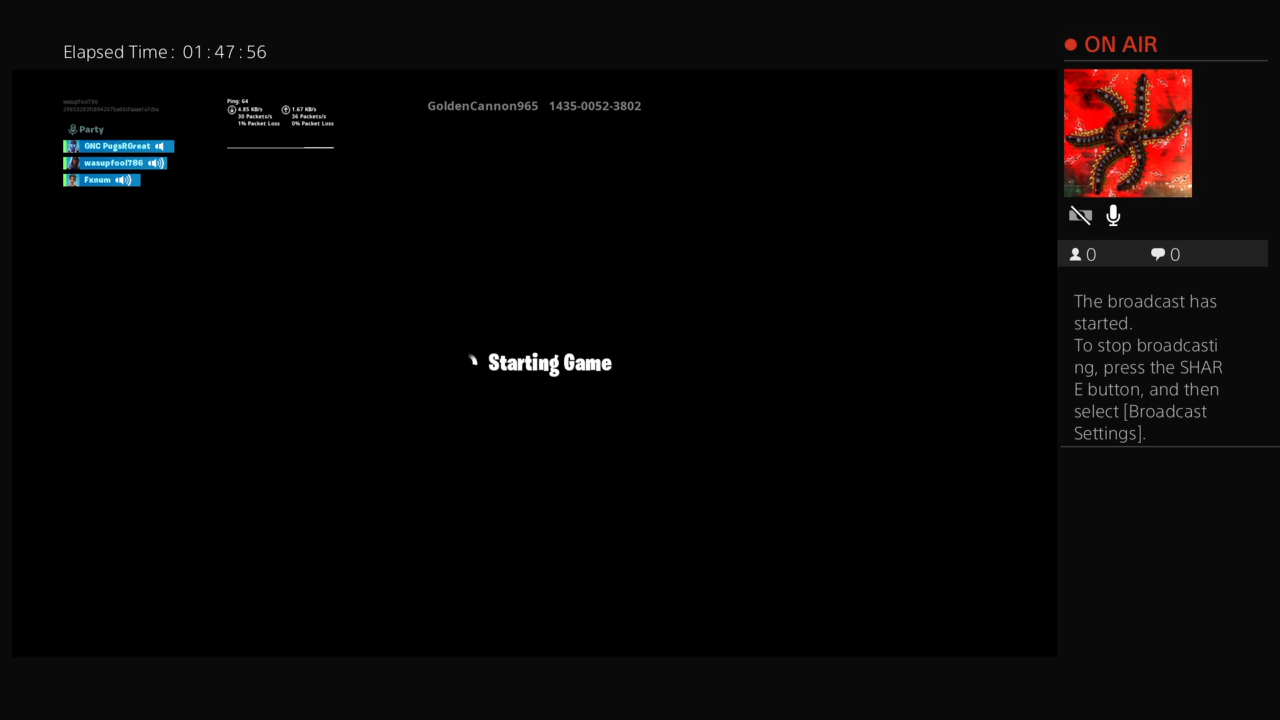 Elapsed Time: 01:47:56
ON AIR
wasupfool786
Ping: 64
4.85 KB/s 1.67 KB/s
30 Packets/s 36 Packets/s
1% Packet Loss 0% Packet Loss
GoldenCannon965 1435-0052-3802
Party
GNC PugsRGreat
wasupfool786
Fxnum
0 0
The broadcast has
started.
To stop broadcasti
ng, press the SHAR
E button, and then
select [Broadcast
Settings].
Starting Game